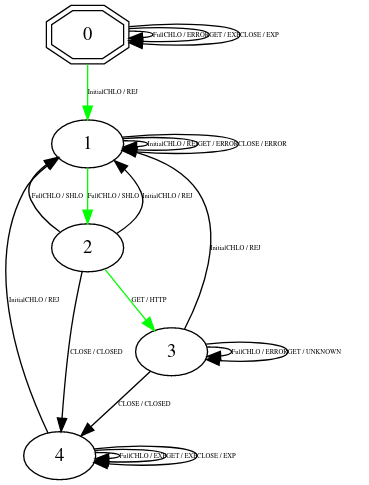 0
FullCHLO / ERROR
GET / EXP
CLOSE / EXP
InitialCHLO / REJ
1
InitialCHLO / REJ
GET / ERROR
CLOSE / ERROR
FullCHLO / SHLO
FullCHLO / SHLO
InitialCHLO / REJ
2
InitialCHLO / REJ
InitialCHLO / REJ
GET / HTTP
CLOSE / CLOSED
3
FullCHLO / ERROR
GET / UNKNOWN
CLOSE / CLOSED
4
FullCHLO / EXP
GET / EXP
CLOSE / EXP